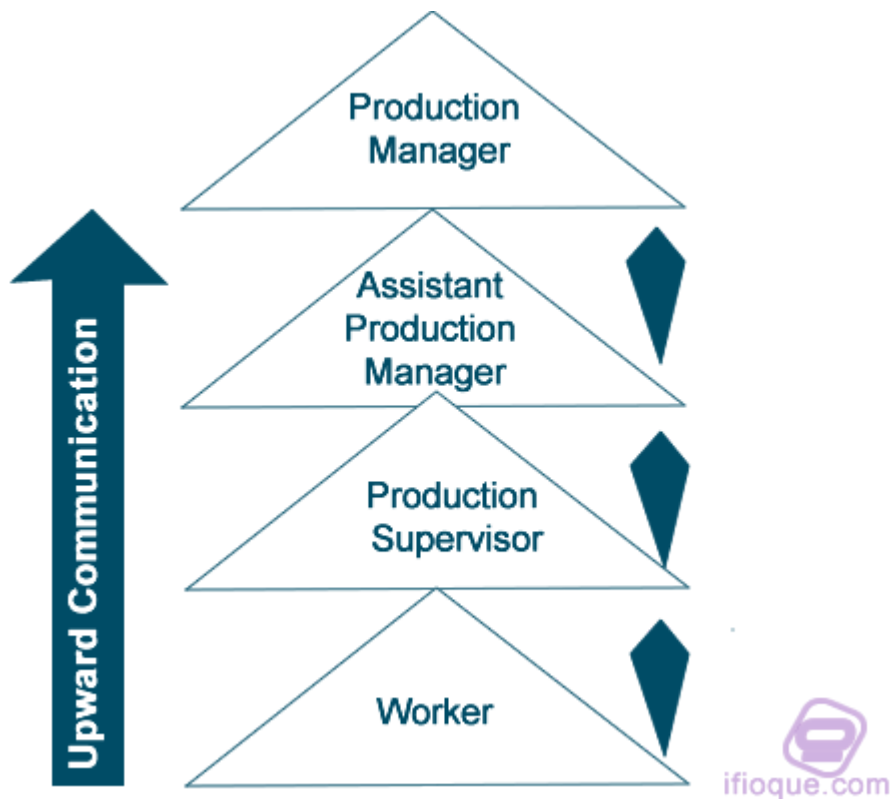 Production
Manager
Assistant
Production
Manager
Production
Supervisor
Worker
Upward Communication
ifioque.com